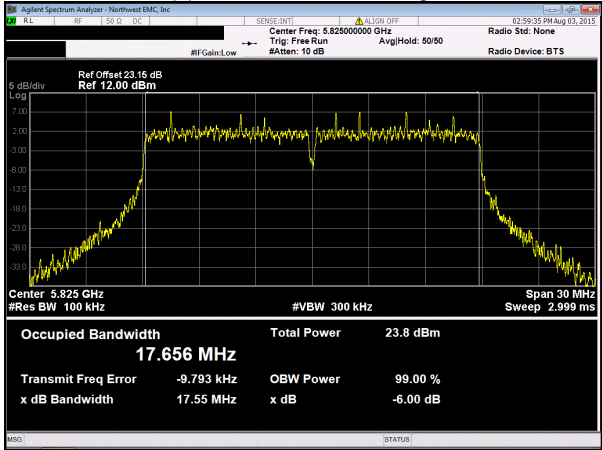 Agilent Spectrum Analyzer - Northwest EMC, Inc
RL RF 50 Ω DC SENSE:INT ALIGN OFF 02:59:35 PM Aug 03, 2015
Center Freq: 5.825000000 GHz Radio Std: None
Trig: Free Run Avg|Hold: 50/50
#IFGain:Low #Atten: 10 dB Radio Device: BTS
Ref Offset 23.15 dB
5 dB/div Ref 12.00 dBm
Log
7.00
2.00
-3.00
-8.00
-13.0
-18.0
-23.0
-28.0
-33.0
Center 5.825 GHz Span 30 MHz
#Res BW 100 kHz #VBW 300 kHz Sweep 2.999 ms
Occupied Bandwidth Total Power 23.8 dBm
17.656 MHz
Transmit Freq Error -9.793 kHz OBW Power 99.00 %
x dB Bandwidth 17.55 MHz x dB -6.00 dB
MSG STATUS